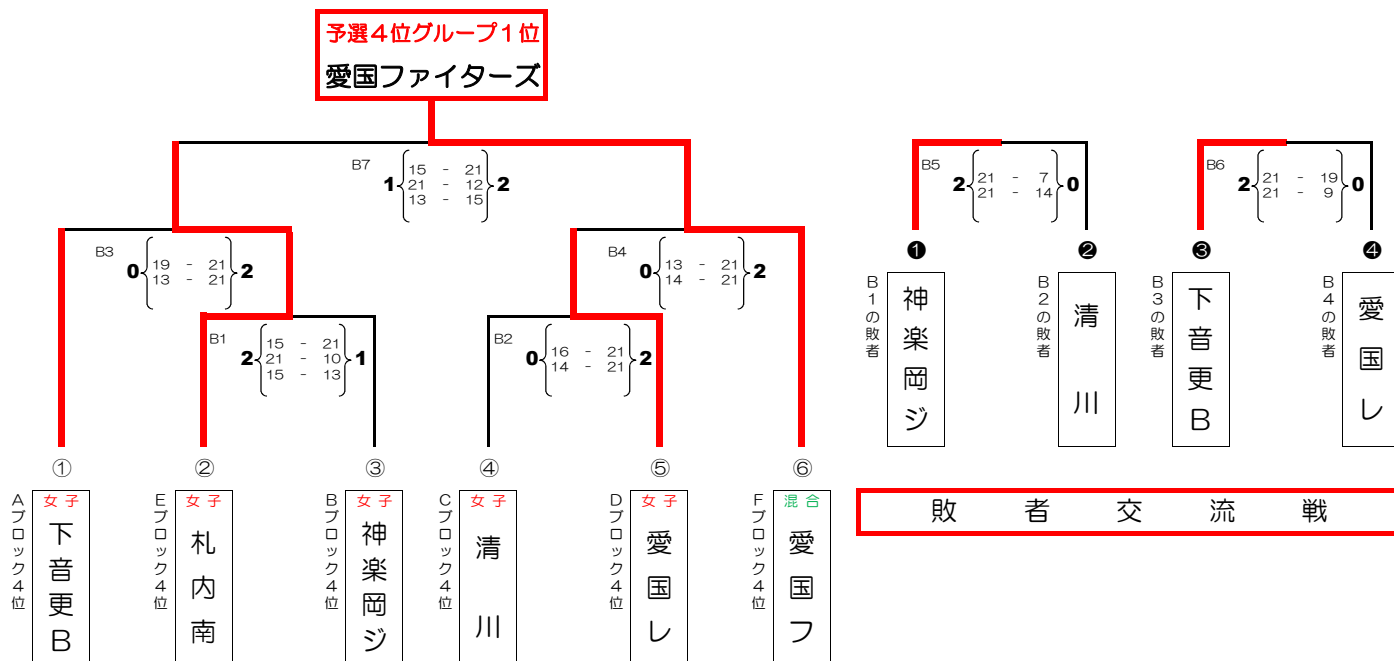 予選4位グループ1位
愛国ファイターズ
B7
1 15 - 21 2
21 - 12
13 - 15
B3
0 19 - 21 2
13 - 21
B4
0 13 - 21 2
14 - 21
B1
2 15 - 21 1
21 - 10
15 - 13
B2
0 16 - 21 2
14 - 21
① ② ③ ④ ⑤ ⑥
Aブロック4位
女子
下音更B
Eブロック4位
女子
札内南
Bブロック4位
女子
神楽岡ジ
Cブロック4位
女子
清川
Dブロック4位
女子
愛国レ
Fブロック4位
混合
愛国フ
B5
2 21 - 7 0
21 - 14
B6
2 21 - 19 0
21 - 9
❶ ❷ ❸ ❹
B1の敗者
神楽岡ジ
B2の敗者
清川
B3の敗者
下音更B
B4の敗者
愛国レ
敗者交流戦